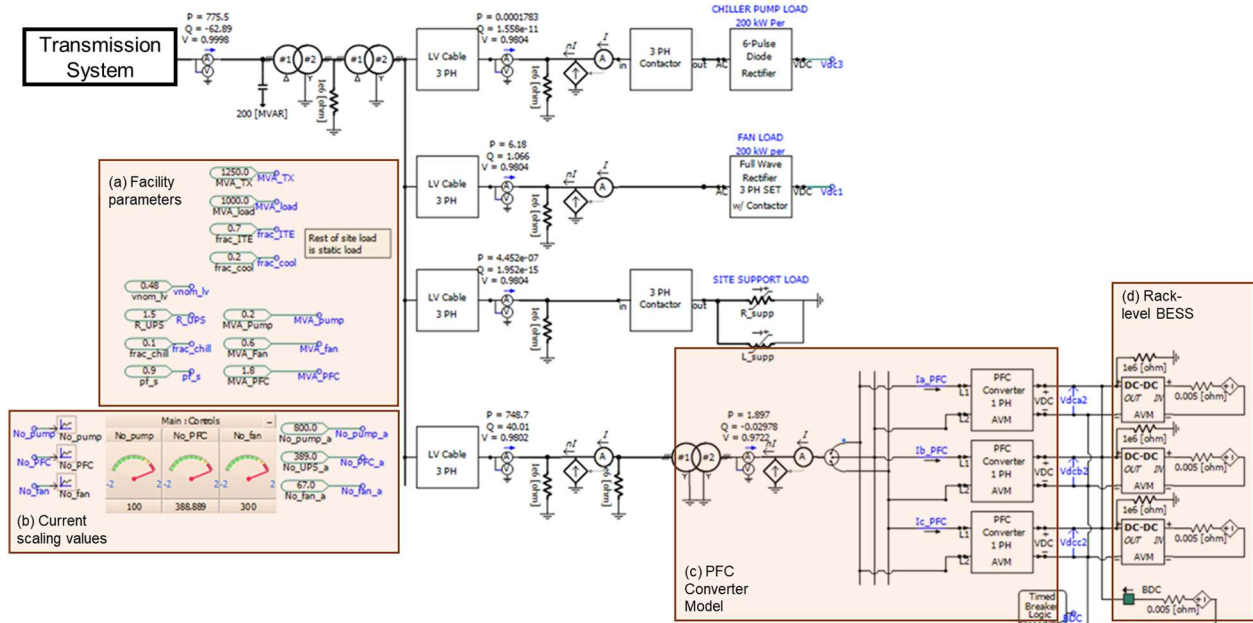 Transmission
System
P = 775.5
Q = -62.89
V = 0.9998
A
V
200 [MVAR]
#1
#2
#1
#2
1e6 [ohm]
LV Cable
3 PH
P = 0.0001783
Q = 1.558e-11
V = 0.9804
A
V
1e6 [ohm]
nI
I
A
in
3 PH
Contactor
out
CHILLER PUMP LOAD
200 kW Per
AC
6-Pulse
Diode
Rectifier
VDC
Vdc3
LV Cable
3 PH
P = 6.18
Q = 1.066
V = 0.9804
A
V
1e6 [ohm]
nI
I
A
FAN LOAD
200 kW per
AC
Full Wave
Rectifier
3 PH SET
w/ Contactor
VDC
Vdc1
LV Cable
3 PH
P = 4.452e-07
Q = 1.952e-15
V = 0.9804
A
V
1e6 [ohm]
in
3 PH
Contactor
out
SITE SUPPORT LOAD
R_supp
L_supp
LV Cable
3 PH
P = 748.7
Q = 40.01
V = 0.9802
A
V
1e6 [ohm]
nI
I
A
1e6 [ohm]
#1
#2
P = 1.897
Q = -0.02978
V = 0.9722
A
V
nI
I
A
(a) Facility
parameters
1250.0
MVA_TX
MVA_TX
1000.0
MVA_load
MVA_load
0.7
frac_ITE
frac_ITE
0.2
frac_cool
frac_cool
Rest of site load
is static load
0.48
vnom_lv
vnom_lv
1.5
R_UPS
R_UPS
0.2
MVA_Pump
MVA_pump
0.1
frac_chill
frac_chill
0.6
MVA_Fan
MVA_fan
0.9
pf_s
pf_s
1.8
MVA_PFC
MVA_PFC
No_pump
No_pump
No_PFC
No_PFC
No_fan
No_fan
Main : Controls
No_pump
No_PFC
No_fan
-2
2
-2
2
-2
2
100
388.889
300
800.0
No_pump_a
No_pump_a
389.0
No_UPS_a
No_PFC_a
67.0
No_fan_a
No_fan_a
(b) Current
scaling values
Ia_PFC
L1
L2
PFC
Converter
1 PH
AVM
VDC
Vdca2
Ib_PFC
L1
L2
PFC
Converter
1 PH
AVM
VDC
Vdcb2
Ic_PFC
L1
L2
PFC
Converter
1 PH
AVM
VDC
Vdcc2
(c) PFC
Converter
Model
Timed
Breaker
Logic
BDC
(d) Rack-
level BESS
1e6 [ohm]
DC-DC
OUT IN
AVM
0.005 [ohm]
1e6 [ohm]
DC-DC
OUT IN
AVM
0.005 [ohm]
1e6 [ohm]
DC-DC
OUT IN
AVM
0.005 [ohm]
BDC
0.005 [ohm]